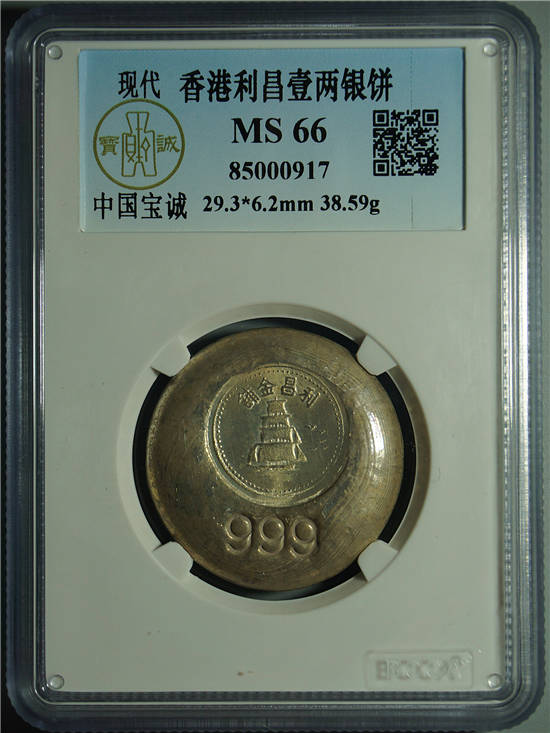 现代 香港利昌壹两银饼
寶 誠
MS 66
85000917
中国宝诚 29.3*6.2mm 38.59g
鋪金昌利
999